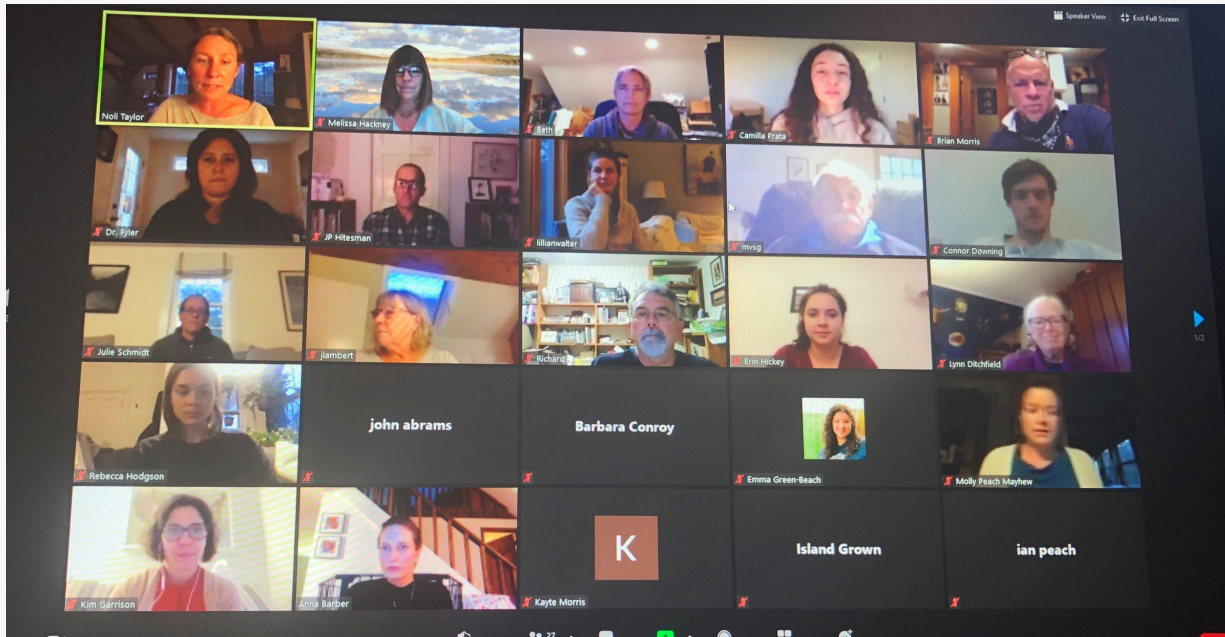 Speaker View
Exit Full Screen
Noli Taylor
Melissa Hackney
Beth
Camilla Prata
Brian Morris
Dr. Fyler
JP Hitesman
lillianwalter
mvsg
Connor Downing
Julie Schmidt
jlambert
Richard
Erin Hickey
Lynn Ditchfield
1/2
Rebecca Hodgson
john abrams
Barbara Conroy
Emma Green-Beach
Molly Peach Mayhew
Kim Garrison
Anna Barber
K
Kayte Morris
Island Grown
ian peach
27